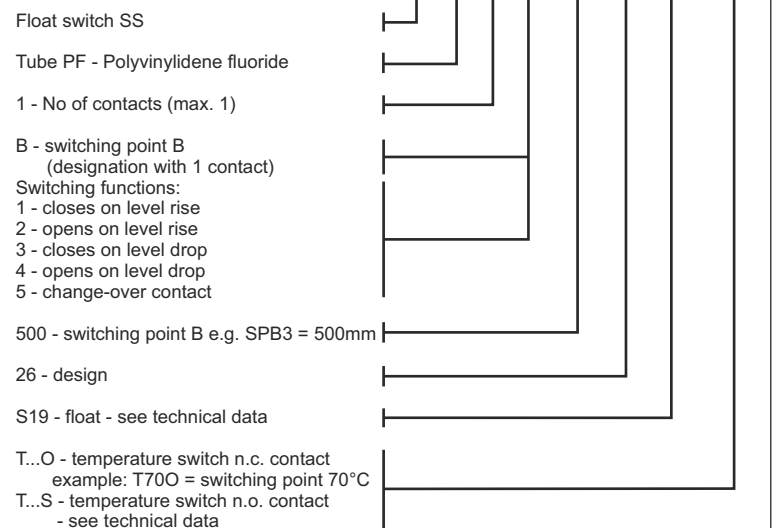 Float switch SS
Tube PF - Polyvinylidene fluoride
1 - No of contacts (max. 1)
B - switching point B
(designation with 1 contact)
Switching functions:
1 - closes on level rise
2 - opens on level rise
3 - closes on level drop
4 - opens on level drop
5 - change-over contact
500 - switching point B e.g. SPB3 = 500mm
26 - design
S19 - float - see technical data
T...O - temperature switch n.c. contact
example: T70O = switching point 70°C
T...S - temperature switch n.o. contact
- see technical data